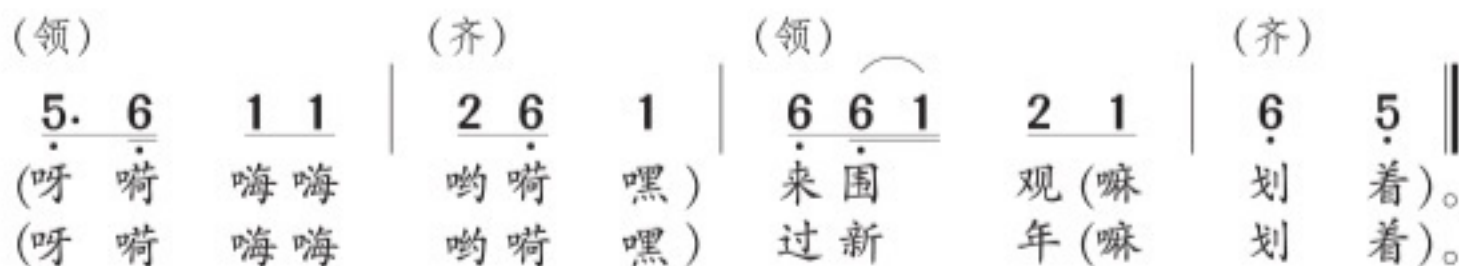 (领) (齐) (领) (齐)
5. 6 1 1 | 2 6 1 | 6 6 1 2 1 | 6 5 ‖
(呀 嗬 嗨 嗨 哟 嗬 嘿) 来 围 观 (嘛 划 着)。
(呀 嗬 嗨 嗨 哟 嗬 嘿) 过 新 年 (嘛 划 着)。